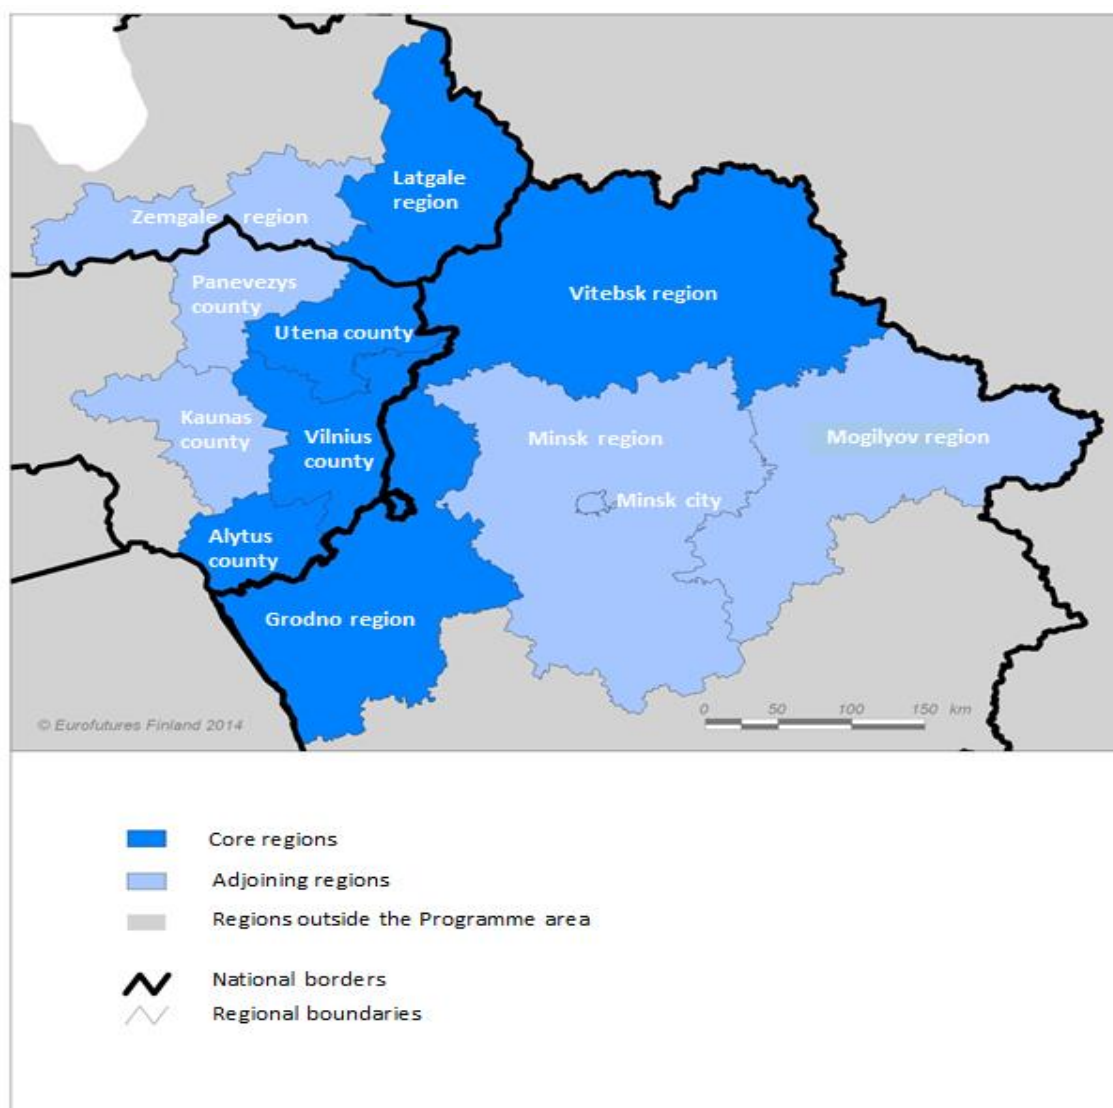 Latgale
region
Zemgale region
Panevezys
county
Vitebsk region
Utena county
Kaunas
county
Vilnius
county
Minsk region
Mogilyov region
Minsk city
Alytus
county
Grodno region
0 50 100 150 km
© Eurofutures Finland 2014
Core regions
Adjoining regions
Regions outside the Programme area
National borders
Regional boundaries